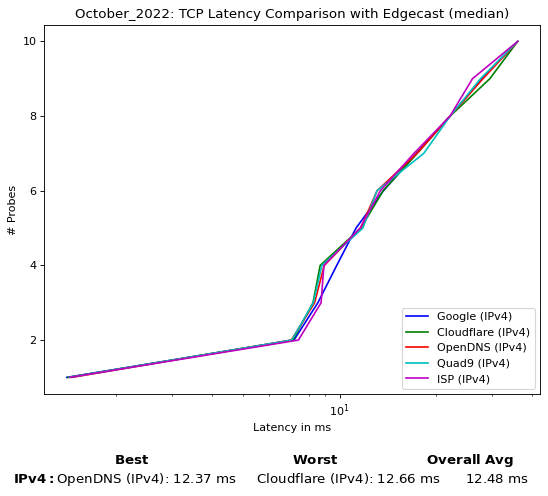 October_2022: TCP Latency Comparison with Edgecast (median)
10
8
6
4
2
# Probes
Google (IPv4)
Cloudflare (IPv4)
OpenDNS (IPv4)
Quad9 (IPv4)
ISP (IPv4)
10¹
Latency in ms
Best Worst Overall Avg
IPv4: OpenDNS (IPv4): 12.37 ms Cloudflare (IPv4): 12.66 ms 12.48 ms